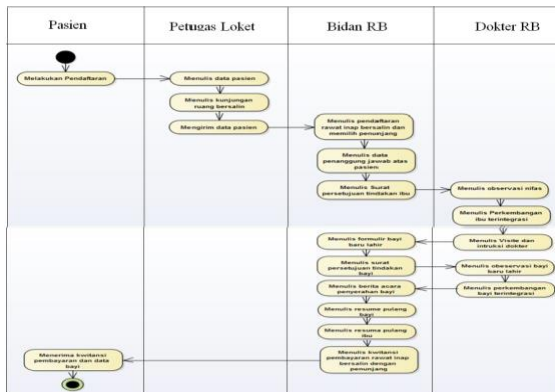 Pasien
Petugas Loket
Bidan RB
Dokter RB
Melakukan Pendaftaran
Menulis data pasien
Menulis kunjungan
ruang bersalin
Mengirim data pasien
Menulis pendaftaran
rawat inap bersalin dan
memilih penunjang
Menulis data
penanggung jawab atas
pasien
Menulis Surat
persetujuan tindakan ibu
Menulis observasi nifas
Menulis Perkembangan
ibu terintegrasi
Menulis Visite dan
intruksi dokter
Menulis formulir bayi
baru lahir
Menulis surat
persetujuan tindakan
bayi
Menulis obeservasi bayi
baru lahir
Menulis berita acara
penyerahan bayi
Menulis perkembangan
bayi terintegrasi
Menulis resume pulang
bayi
Menulis resume pulang
ibu
Menulis kwitansi
pembayaran rawat inap
bersalin dengan
penunjang
Menerima kwitansi
pembayaran dan data
bayi